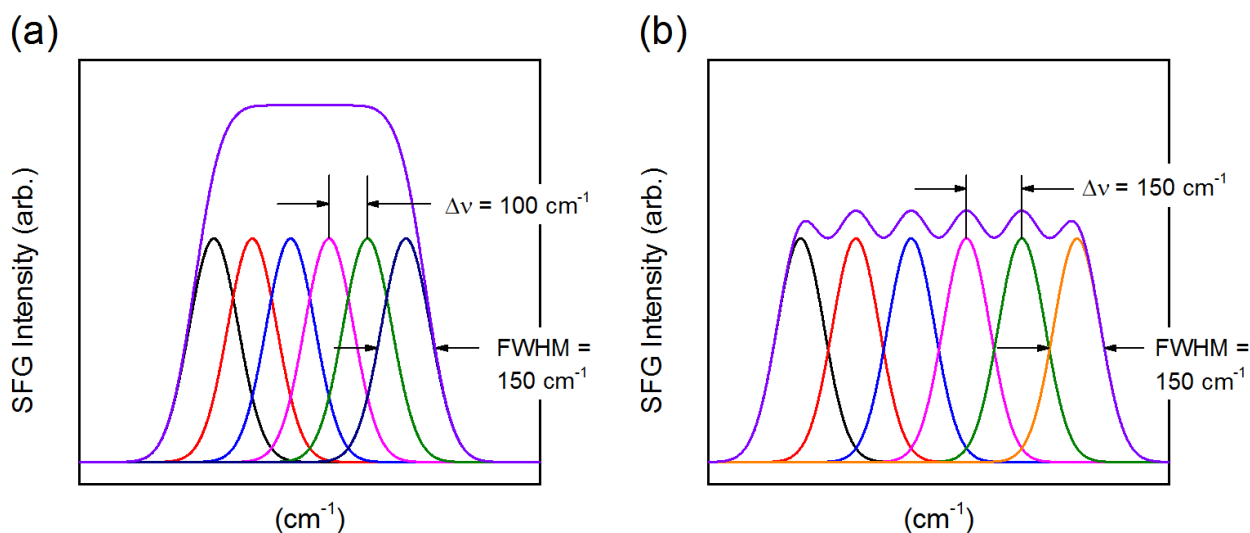 (a)
SFG Intensity (arb.)
Δν = 100 cm⁻¹
FWHM =
150 cm⁻¹
(cm⁻¹)
(b)
SFG Intensity (arb.)
Δν = 150 cm⁻¹
FWHM =
150 cm⁻¹
(cm⁻¹)